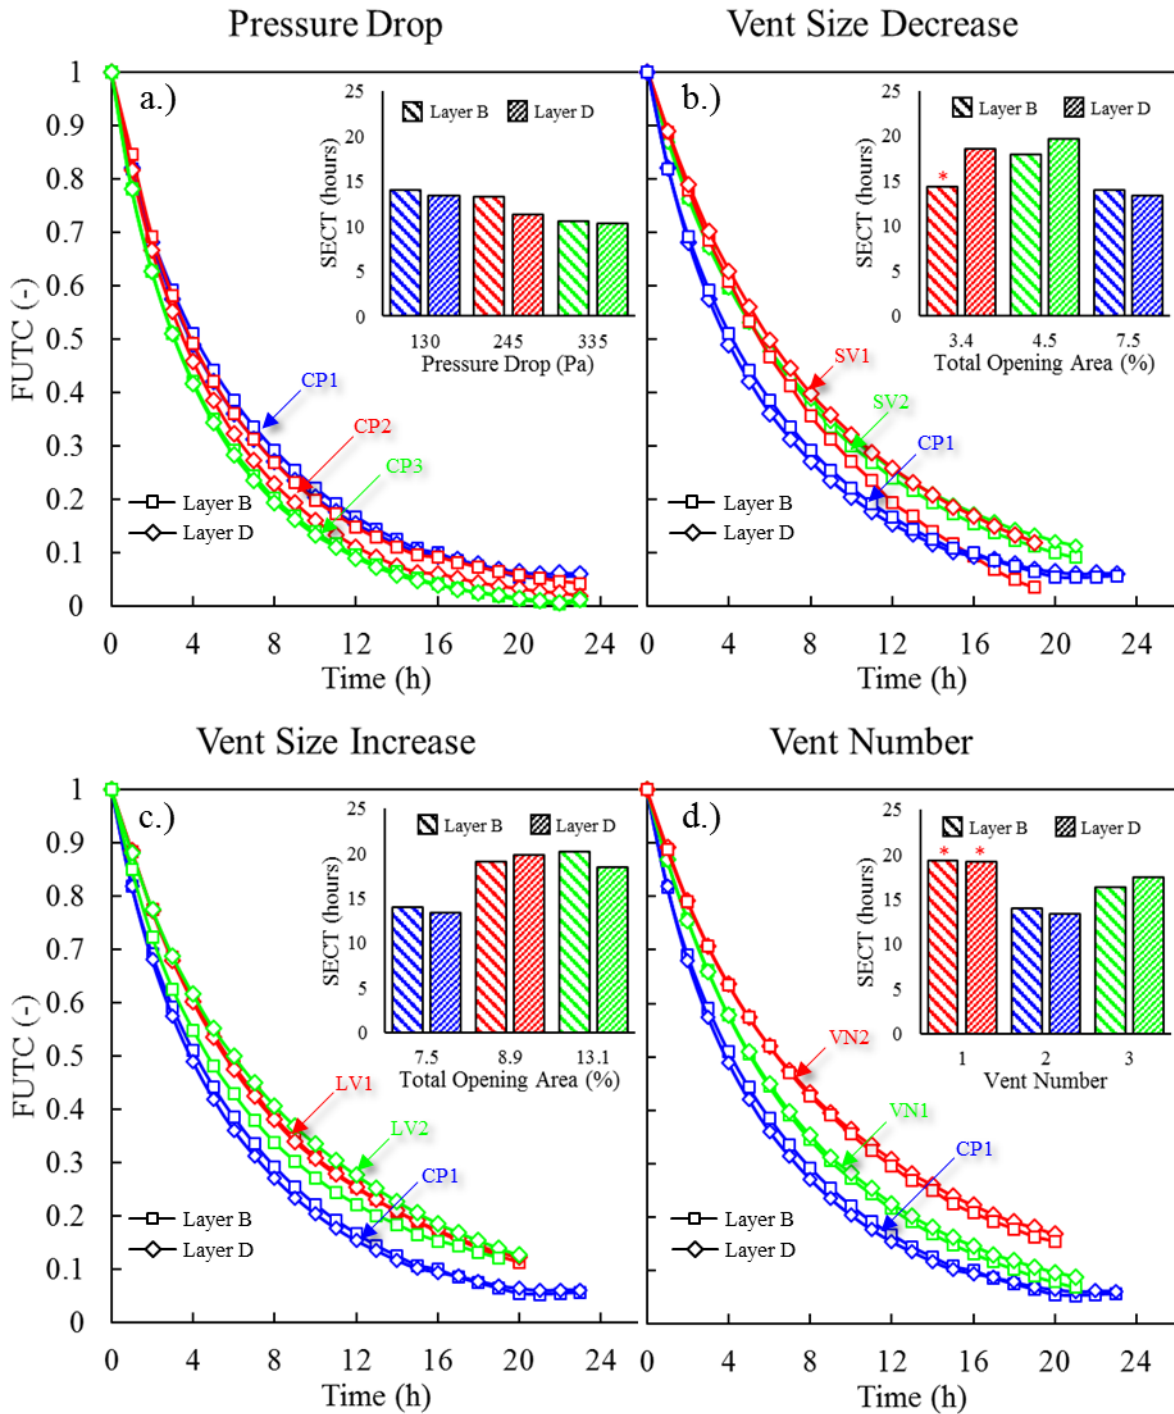 Pressure Drop
Vent Size Decrease
a.)
Layer B
Layer D
25
20
15
10
5
0
SECT (hours)
130
245
335
Pressure Drop (Pa)
1
0.9
0.8
0.7
0.6
0.5
0.4
0.3
0.2
0.1
0
FUTC (-)
CP1
CP2
CP3
Layer B
Layer D
0
4
8
12
16
20
24
Time (h)
b.)
Layer B
Layer D
25
20
15
10
5
0
SECT (hours)
*
3.4
4.5
7.5
Total Opening Area (%)
SV1
SV2
CP1
Layer B
Layer D
0
4
8
12
16
20
24
Time (h)
Vent Size Increase
Vent Number
c.)
Layer B
Layer D
25
20
15
10
5
0
SECT (hours)
7.5
8.9
13.1
Total Opening Area (%)
1
0.9
0.8
0.7
0.6
0.5
0.4
0.3
0.2
0.1
0
FUTC (-)
LV1
LV2
CP1
Layer B
Layer D
0
4
8
12
16
20
24
Time (h)
d.)
Layer B
Layer D
25
20
15
10
5
0
SECT (hours)
* *
1
2
3
Vent Number
VN2
VN1
CP1
Layer B
Layer D
0
4
8
12
16
20
24
Time (h)